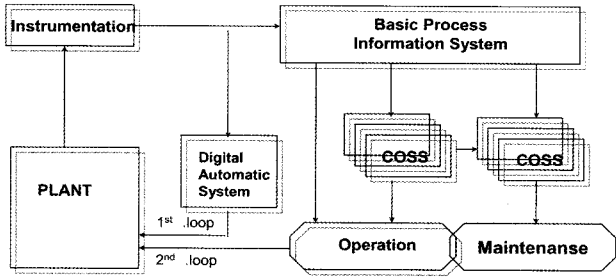 Instrumentation
Basic Process
Information System
COSS
COSS
Digital
Automatic
System
PLANT
1st .loop
2nd .loop
Operation
Maintenanse